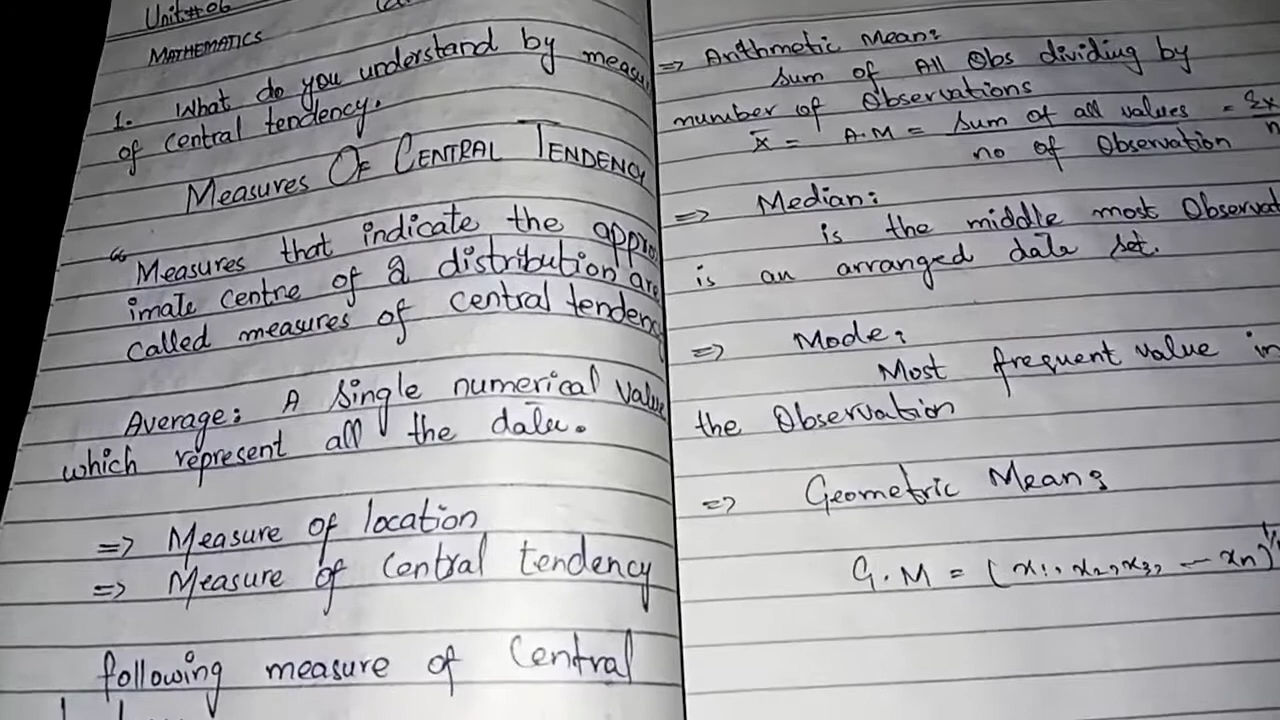 Unit#06
MATHEMATICS
1. What do you understand by measu
of central tendency.
MEASURES OF CENTRAL TENDENCY
“ Measures that indicate the appro
imate centre of a distribution are
called measures of central tendency
Average: A single numerical value
which represent all the data.
=> Measure of location
=> Measure of central tendency
following measure of Central
=> Arithmetic Mean:
Sum of All Obs dividing by
number of Observations
x̄ = A.M = Sum of all values / no of Observation = Σx / n
=> Median:
is the middle most Observat
is an arranged data set.
=> Mode:
Most frequent value in
the Observation
=> Geometric Mean:
G.M = (x1, x2, x3, — xn)^1/n